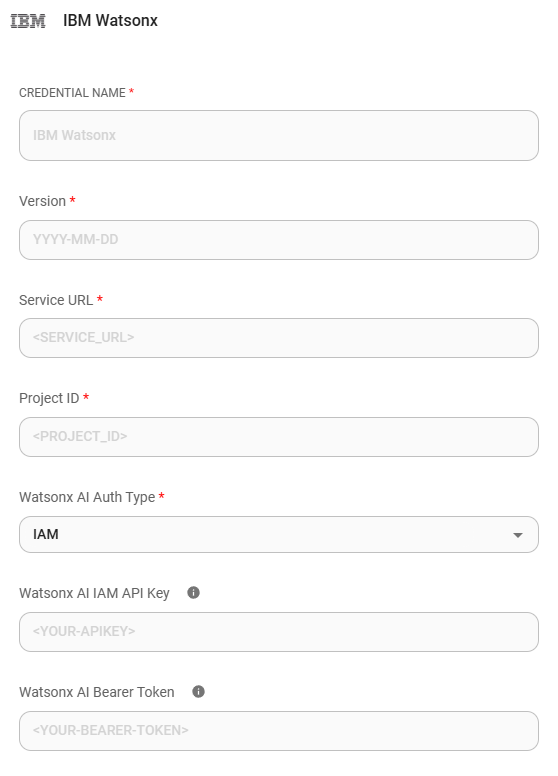 IBM IBM Watsonx
CREDENTIAL NAME *
IBM Watsonx
Version *
YYYY-MM-DD
Service URL *
<SERVICE_URL>
Project ID *
<PROJECT_ID>
Watsonx AI Auth Type *
IAM
Watsonx AI IAM API Key
<YOUR-APIKEY>
Watsonx AI Bearer Token
<YOUR-BEARER-TOKEN>